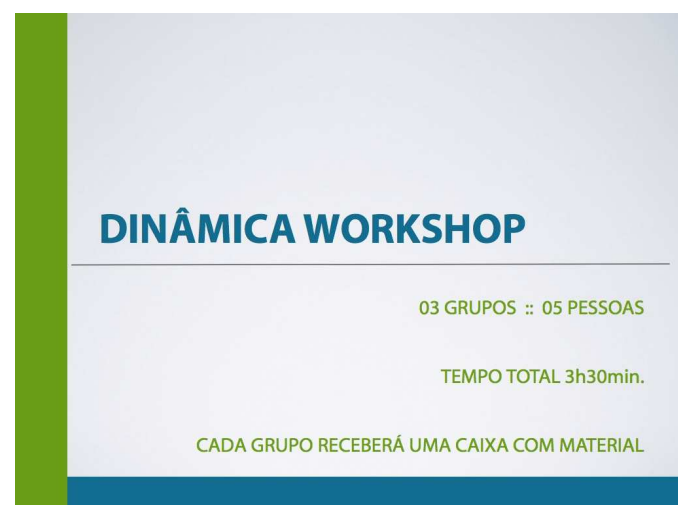 DINÂMICA WORKSHOP
03 GRUPOS :: 05 PESSOAS
TEMPO TOTAL 3h30min.
CADA GRUPO RECEBERÁ UMA CAIXA COM MATERIAL